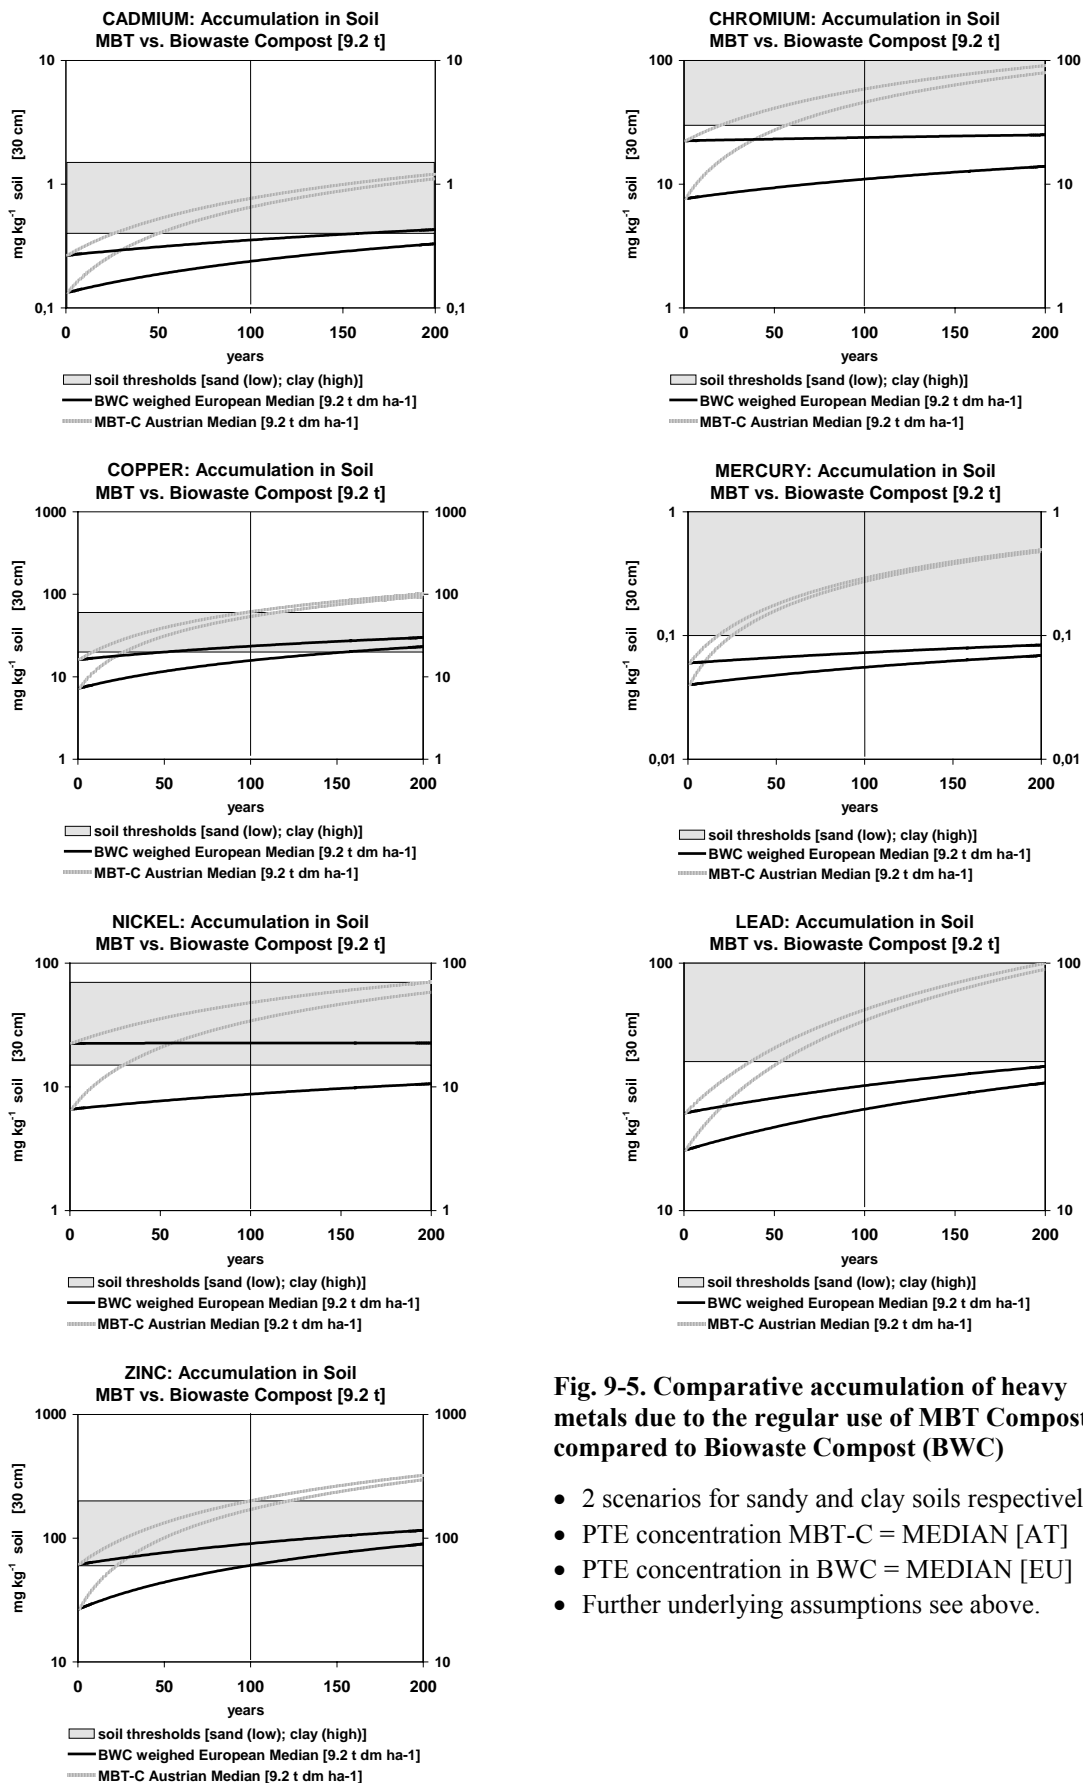 CADMIUM: Accumulation in Soil
MBT vs. Biowaste Compost [9.2 t]
10
1
0,1
10
1
0,1
mg kg-1 soil [30 cm]
0 50 100 150 200
years
soil thresholds [sand (low); clay (high)]
BWC weighed European Median [9.2 t dm ha-1]
MBT-C Austrian Median [9.2 t dm ha-1]
CHROMIUM: Accumulation in Soil
MBT vs. Biowaste Compost [9.2 t]
100
10
1
100
10
1
mg kg-1 soil [30 cm]
0 50 100 150 200
years
soil thresholds [sand (low); clay (high)]
BWC weighed European Median [9.2 t dm ha-1]
MBT-C Austrian Median [9.2 t dm ha-1]
COPPER: Accumulation in Soil
MBT vs. Biowaste Compost [9.2 t]
1000
100
10
1
1000
100
10
1
mg kg-1 soil [30 cm]
0 50 100 150 200
years
soil thresholds [sand (low); clay (high)]
BWC weighed European Median [9.2 t dm ha-1]
MBT-C Austrian Median [9.2 t dm ha-1]
MERCURY: Accumulation in Soil
MBT vs. Biowaste Compost [9.2 t]
1
0,1
0,01
1
0,1
0,01
mg kg-1 soil [30 cm]
0 50 100 150 200
years
soil thresholds [sand (low); clay (high)]
BWC weighed European Median [9.2 t dm ha-1]
MBT-C Austrian Median [9.2 t dm ha-1]
NICKEL: Accumulation in Soil
MBT vs. Biowaste Compost [9.2 t]
100
10
1
100
10
1
mg kg-1 soil [30 cm]
0 50 100 150 200
years
soil thresholds [sand (low); clay (high)]
BWC weighed European Median [9.2 t dm ha-1]
MBT-C Austrian Median [9.2 t dm ha-1]
LEAD: Accumulation in Soil
MBT vs. Biowaste Compost [9.2 t]
100
10
100
10
mg kg-1 soil [30 cm]
0 50 100 150 200
years
soil thresholds [sand (low); clay (high)]
BWC weighed European Median [9.2 t dm ha-1]
MBT-C Austrian Median [9.2 t dm ha-1]
ZINC: Accumulation in Soil
MBT vs. Biowaste Compost [9.2 t]
1000
100
10
1000
100
10
mg kg-1 soil [30 cm]
0 50 100 150 200
years
soil thresholds [sand (low); clay (high)]
BWC weighed European Median [9.2 t dm ha-1]
MBT-C Austrian Median [9.2 t dm ha-1]
Fig. 9-5. Comparative accumulation of heavy
metals due to the regular use of MBT Compost
compared to Biowaste Compost (BWC)
• 2 scenarios for sandy and clay soils respectivel
• PTE concentration MBT-C = MEDIAN [AT]
• PTE concentration in BWC = MEDIAN [EU]
• Further underlying assumptions see above.